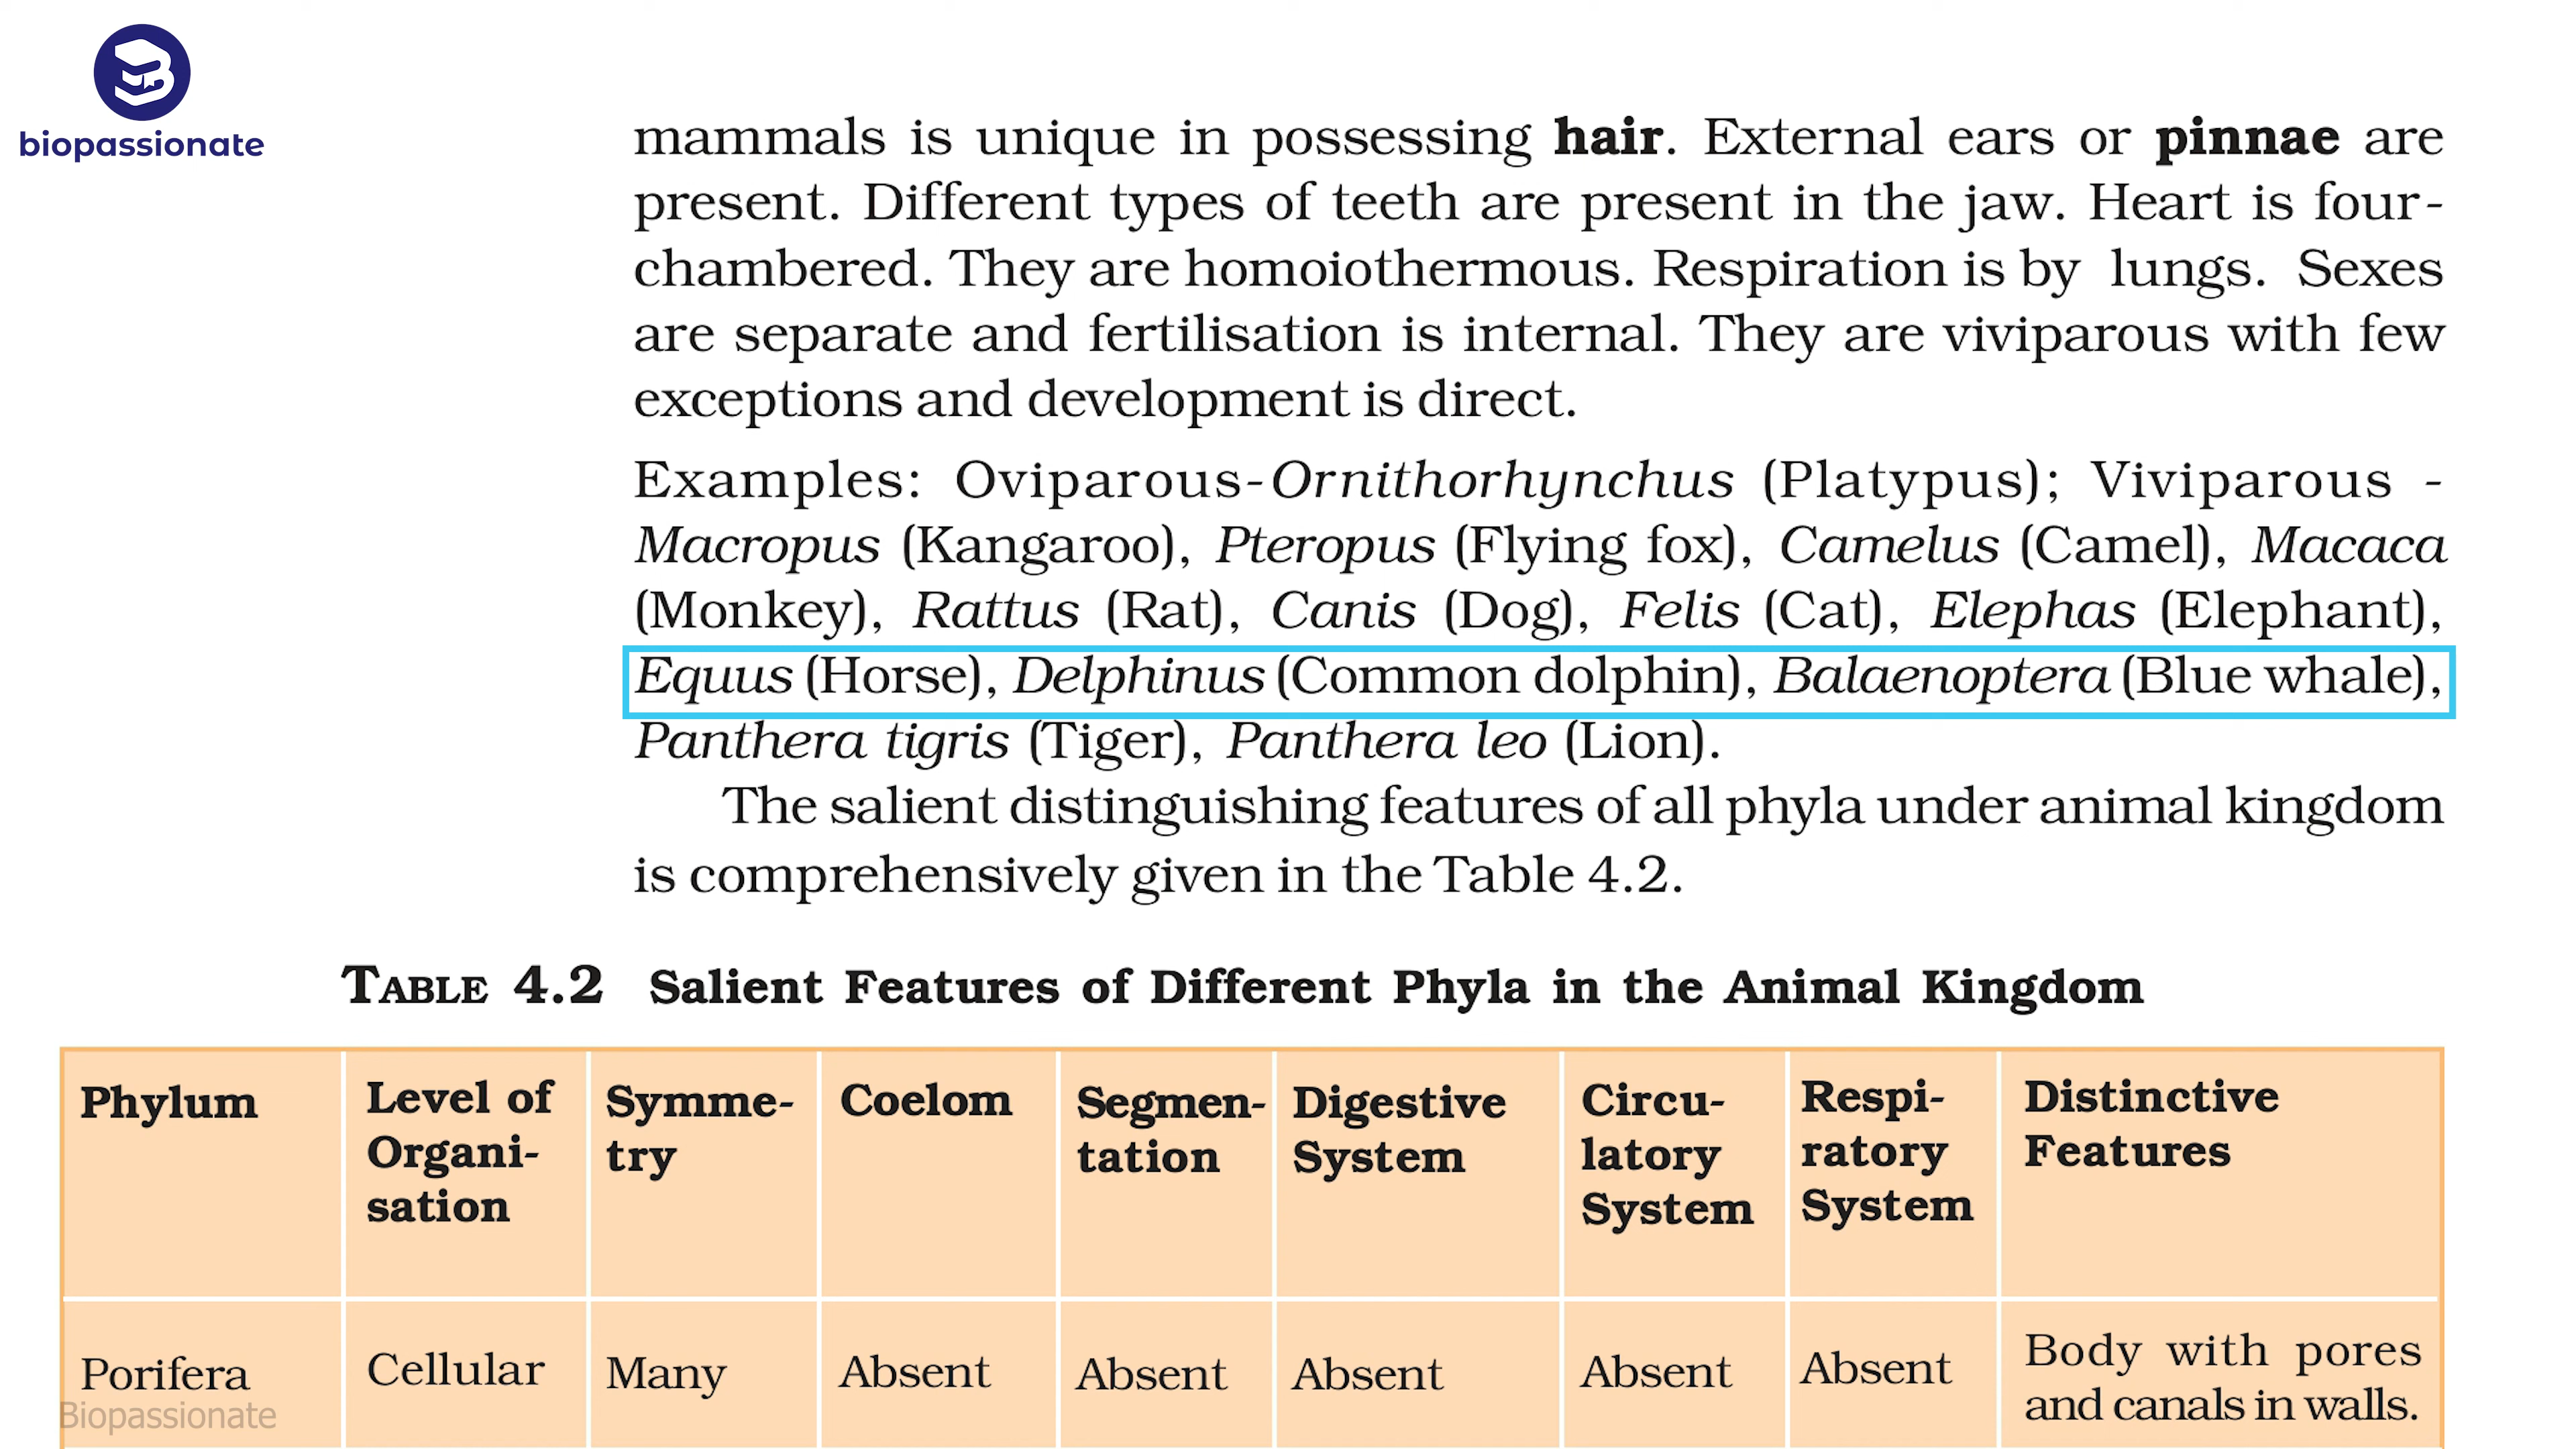 biopassionate
mammals is unique in possessing hair. External ears or pinnae are
present. Different types of teeth are present in the jaw. Heart is four-
chambered. They are homoiothermous. Respiration is by lungs. Sexes
are separate and fertilisation is internal. They are viviparous with few
exceptions and development is direct.
Examples: Oviparous-Ornithorhynchus (Platypus); Viviparous -
Macropus (Kangaroo), Pteropus (Flying fox), Camelus (Camel), Macaca
(Monkey), Rattus (Rat), Canis (Dog), Felis (Cat), Elephas (Elephant),
Equus (Horse), Delphinus (Common dolphin), Balaenoptera (Blue whale),
Panthera tigris (Tiger), Panthera leo (Lion).
The salient distinguishing features of all phyla under animal kingdom
is comprehensively given in the Table 4.2.
TABLE 4.2 Salient Features of Different Phyla in the Animal Kingdom
Phylum
Level of
Organi-
sation
Symme-
try
Coelom
Segmen-
tation
Digestive
System
Circu-
latory
System
Respi-
ratory
System
Distinctive
Features
Porifera
Cellular
Many
Absent
Absent
Absent
Absent
Absent
Body with pores
and canals in walls.
Biopassionate